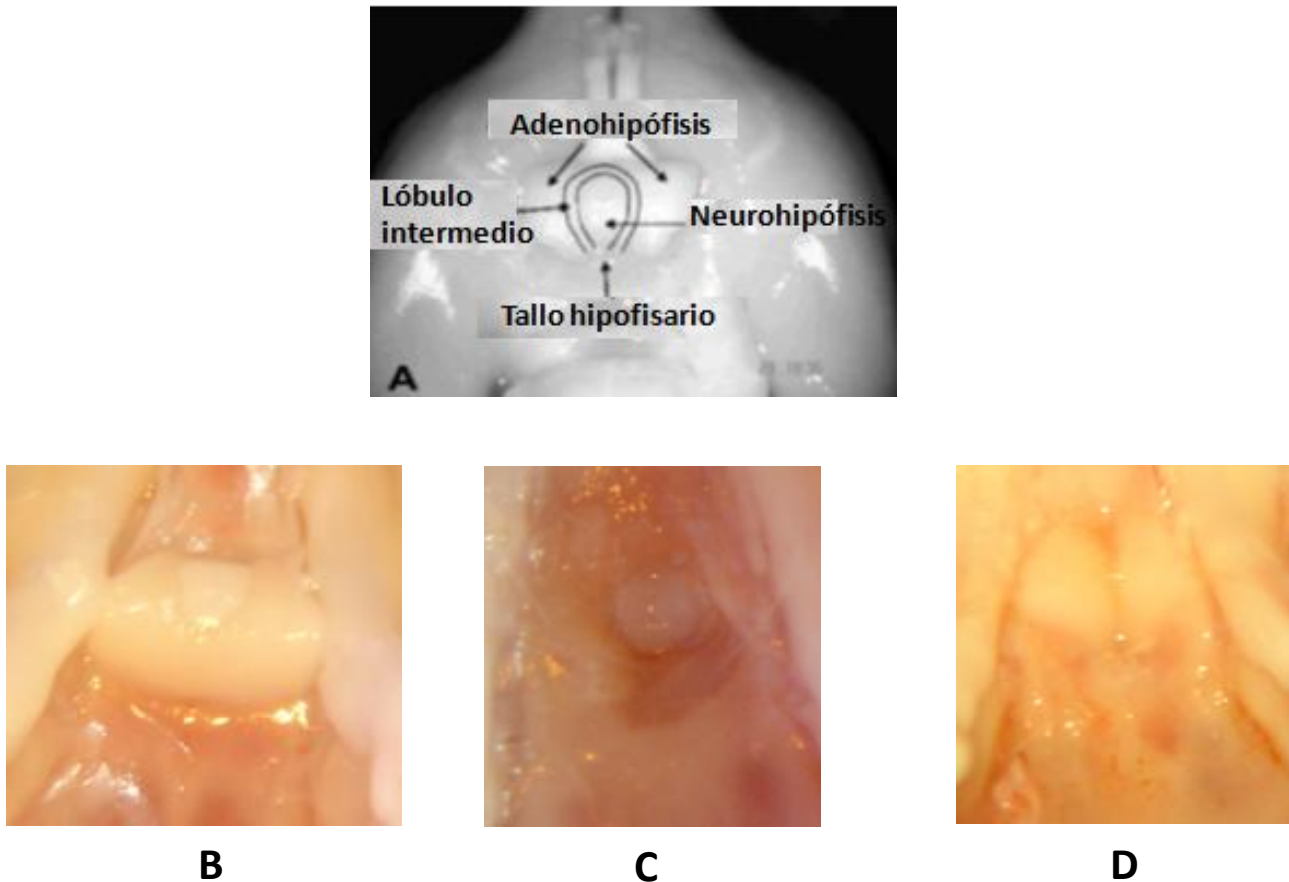 Adenohipófisis
Lóbulo
intermedio
Neurohipófisis
Tallo hipofisario
A
B
C
D